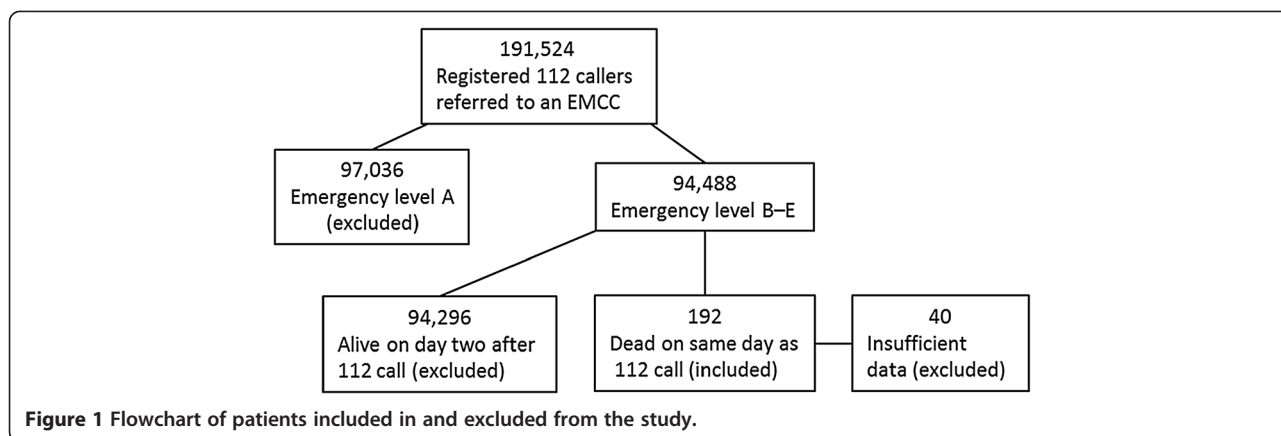 191,524
Registered 112 callers
referred to an EMCC
97,036
Emergency level A
(excluded)
94,488
Emergency level B–E
94,296
Alive on day two after
112 call (excluded)
192
Dead on same day as
112 call (included)
40
Insufficient
data (excluded)
Figure 1 Flowchart of patients included in and excluded from the study.